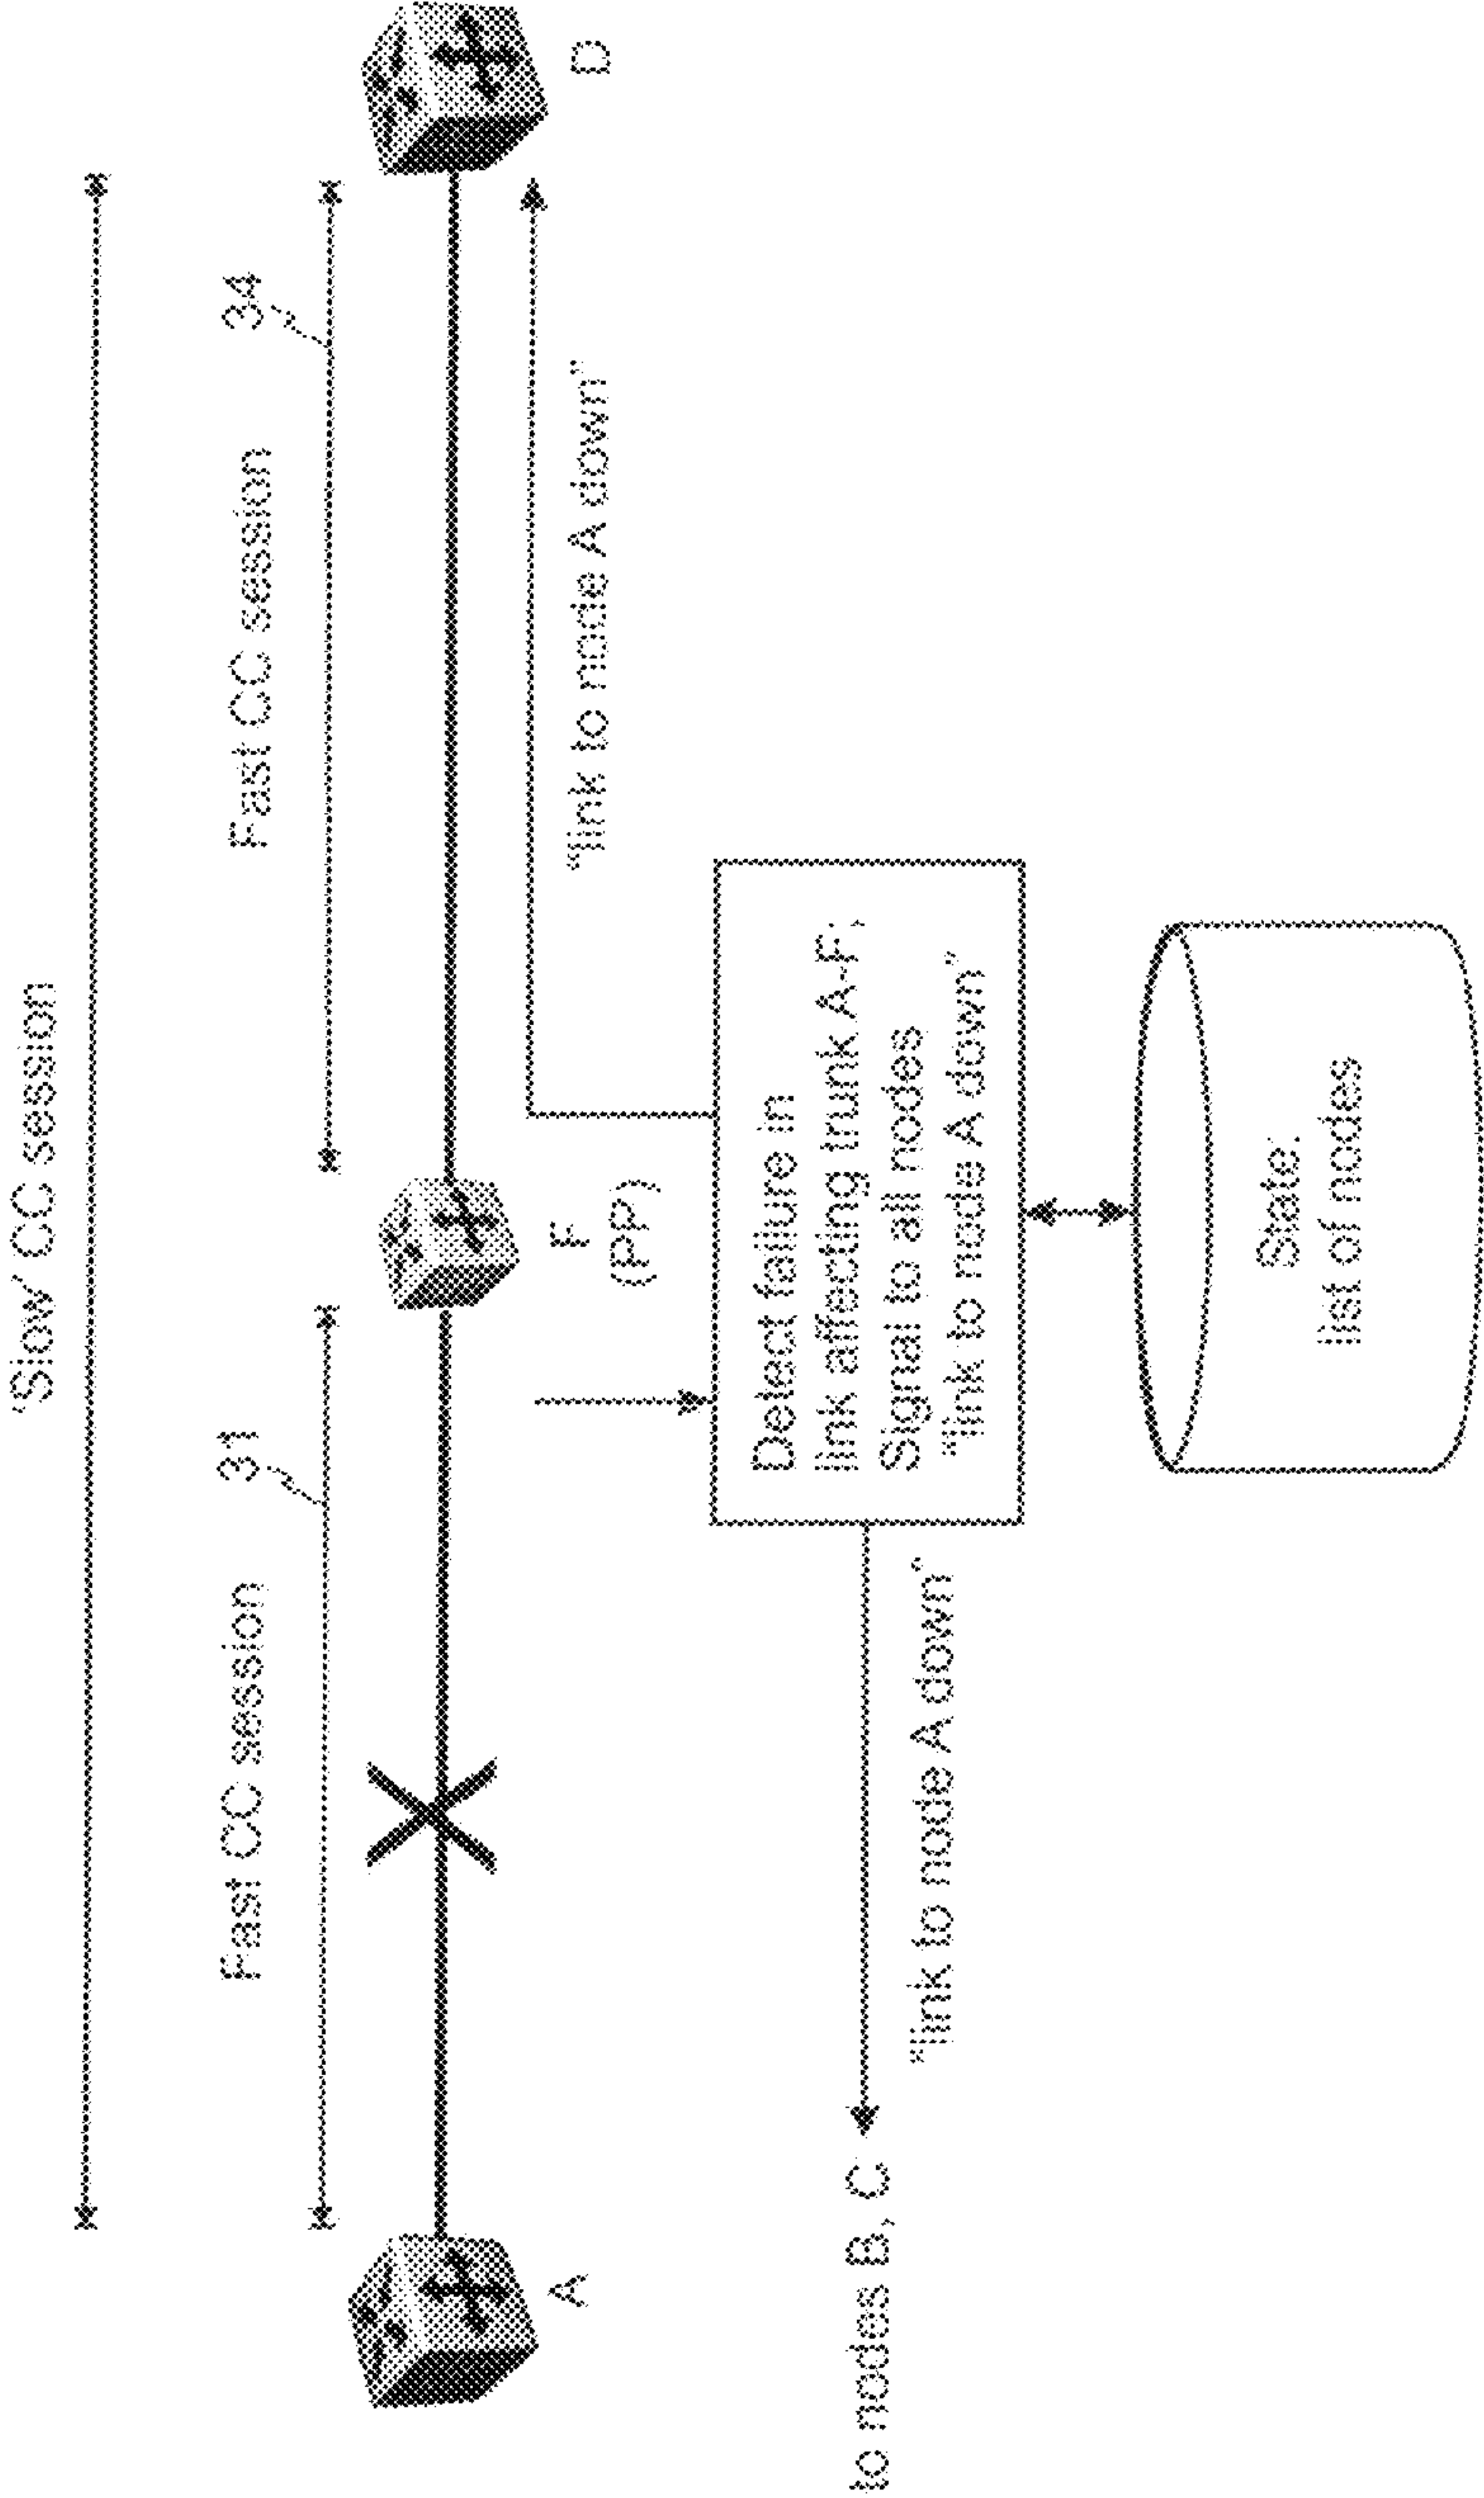 Slow CC session
Fast CC session
31
Fast CC session
34
A
F
(PP)
D
"link to node A down"
Detect failure in
link affecting trunk A-F,
Signal to all nodes
"link to node A down"
to nodes B, C
"link to node A down"
State:
list of nodes